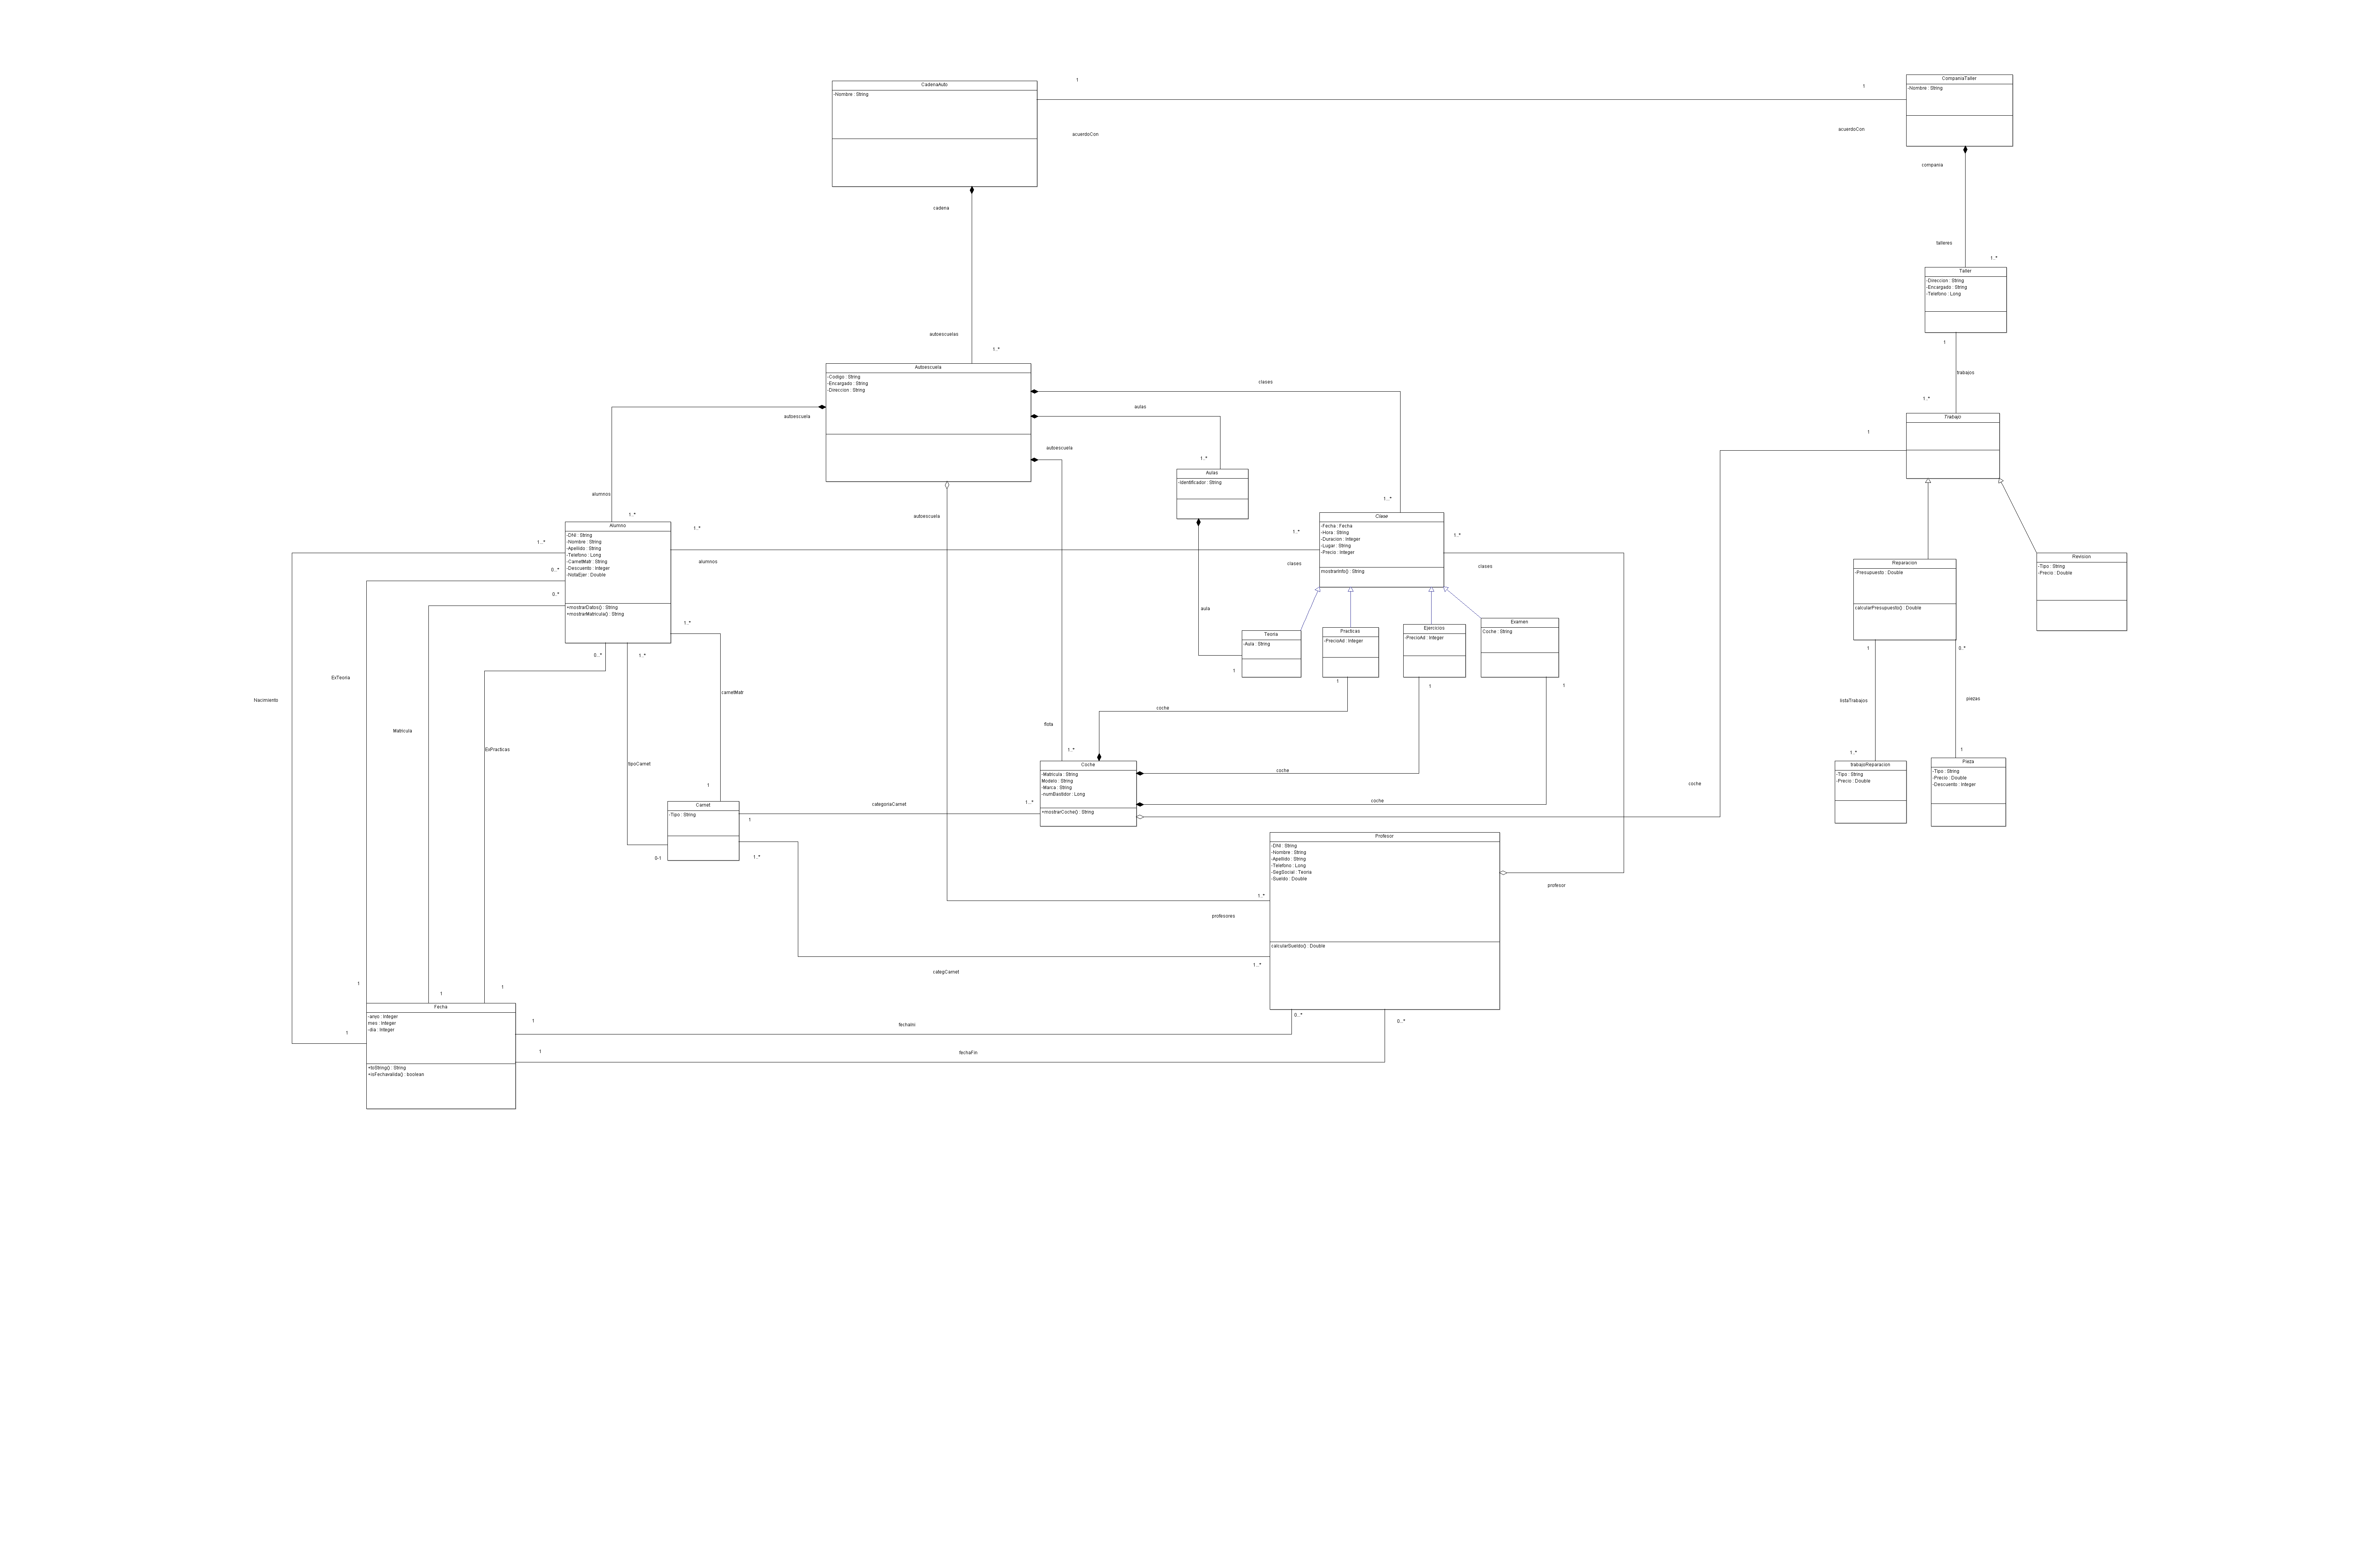 CadenaAuto
-Nombre : String
1
acuerdoCon
1
acuerdoCon
CompaniaTaller
-Nombre : String
compania
talleres
1..*
Taller
-Direccion : String
-Encargado : String
-Telefono : Long
1
trabajos
1..*
Trabajo
1
cadena
autoescuelas
1..*
Autoescuela
-Codigo : String
-Encargado : String
-Direccion : String
autoescuela
alumnos
1..*
clases
aulas
1..*
autoescuela
autoescuela
Aulas
-Identificador : String
aula
1..*
Clase
-Fecha : Fecha
-Hora : String
-Duracion : Integer
-Lugar : String
-Precio : Integer
mostrarInfo() : String
1..*
clases
1..*
clases
Alumno
-DNI : String
-Nombre : String
-Apellido : String
-Telefono : Long
-CarnetMatr : String
-Descuento : Integer
-NotaEjer : Double
+mostrarDatos() : String
+mostrarMatricula() : String
1..*
alumnos
1..*
0..*
0..*
0..*
1..*
1..*
Reparacion
-Presupuesto : Double
calcularPresupuesto() : Double
Revision
-Tipo : String
-Precio : Double
Teoria
-Aula : String
1
Practicas
-PrecioAd : Integer
1
Ejercicios
-PrecioAd : Integer
1
Examen
Coche : String
1
1
0..*
listaTrabajos
piezas
1..*
1
trabajoReparacion
-Tipo : String
-Precio : Double
Pieza
-Tipo : String
-Precio : Double
-Descuento : Integer
Nacimiento
ExTeoria
Matricula
ExPracticas
tipoCarnet
carnetMatr
1
coche
flota
1..*
Coche
-Matricula : String
Modelo : String
-Marca : String
-numBastidor : Long
+mostrarCoche() : String
coche
coche
coche
Carnet
-Tipo : String
categoriaCarnet
1..*
1
0-1
1..*
Profesor
-DNI : String
-Nombre : String
-Apellido : String
-Telefono : Long
-SegSocial : Teoria
-Sueldo : Double
calcularSueldo() : Double
profesor
1..*
profesores
categCarnet
1..*
1
1
1
1
Fecha
-anyo : Integer
mes : Integer
-dia : Integer
+toString() : String
+isFechavalida() : boolean
1
fechaIni
0..*
1
fechaFin
0..*